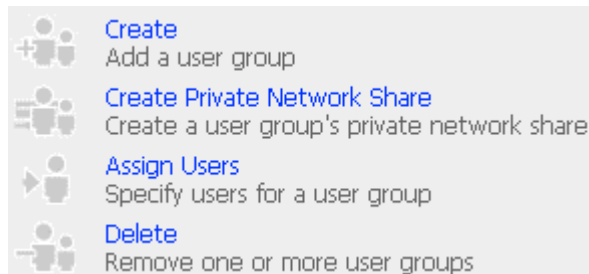 Create
Add a user group
Create Private Network Share
Create a user group's private network share
Assign Users
Specify users for a user group
Delete
Remove one or more user groups